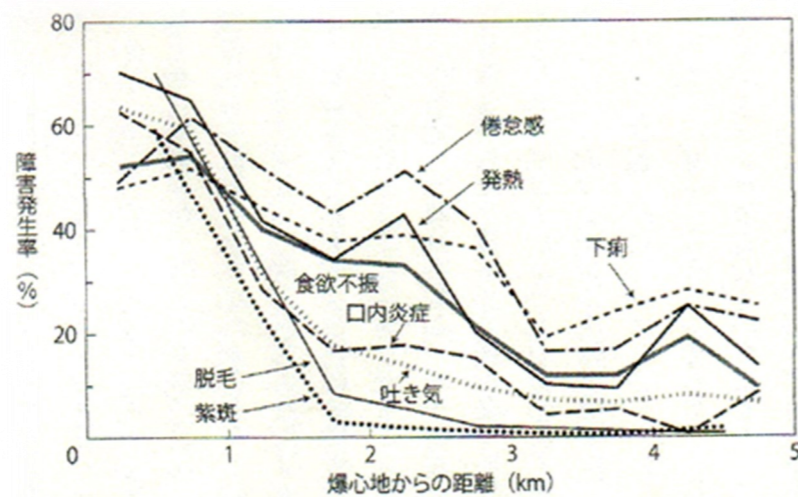 80
60
40
20
0
1
2
3
4
5
障害発生率（%）
爆心地からの距離（km）
倦怠感
発熱
下痢
食欲不振
口内炎症
脱毛
吐き気
紫斑